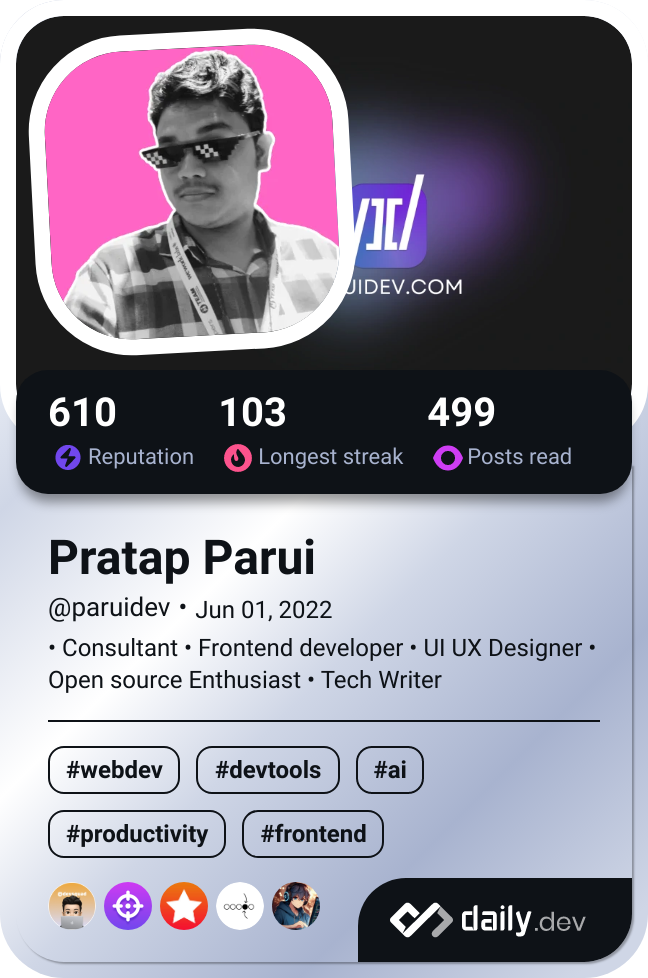 UIDEV.COM
610 103 499
Reputation Longest streak Posts read
Pratap Parui
@paruidev • Jun 01, 2022
• Consultant • Frontend developer • UI UX Designer •
Open source Enthusiast • Tech Writer
#webdev #devtools #ai
#productivity #frontend
daily.dev